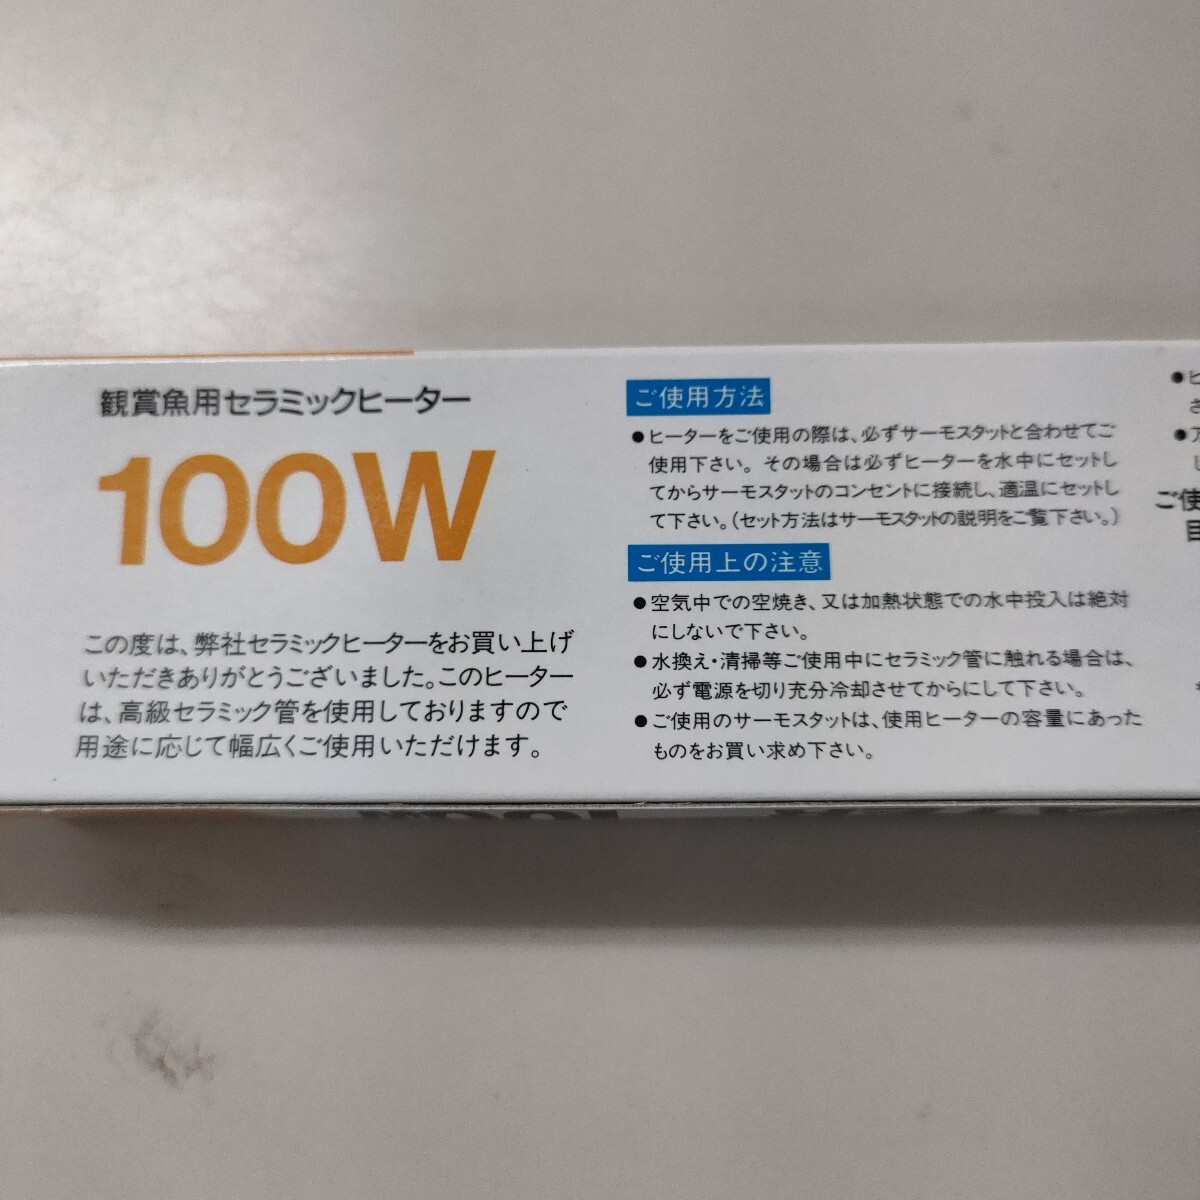 観賞魚用セラミックヒーター
100W
この度は、弊社セラミックヒーターをお買い上げ
いただきありがとうございました。このヒーター
は、高級セラミック管を使用しておりますので
用途に応じて幅広くご使用いただけます。
ご使用方法
●ヒーターをご使用の際は、必ずサーモスタットと合わせてご
使用下さい。その場合は必ずヒーターを水中にセットし
てからサーモスタットのコンセントに接続し、適温にセットし
て下さい。(セット方法はサーモスタットの説明をご覧下さい。)
ご使用上の注意
●空気中での空焼き、又は加熱状態での水中投入は絶対
にしないで下さい。
●水換え・清掃等ご使用中にセラミック管に触れる場合は、
必ず電源を切り充分冷却させてからにして下さい。
●ご使用のサーモスタットは、使用ヒーターの容量にあった
ものをお買い求め下さい。
●ヒ
さ
●ア
し
ご使
目